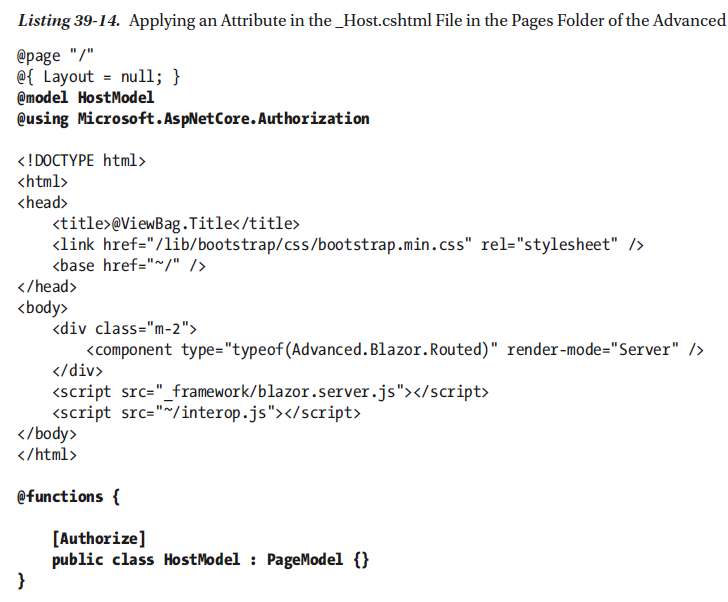 Listing 39-14. Applying an Attribute in the _Host.cshtml File in the Pages Folder of the Advanced
@page "/"
@{ Layout = null; }
@model HostModel
@using Microsoft.AspNetCore.Authorization
<!DOCTYPE html>
<html>
<head>
    <title>@ViewBag.Title</title>
    <link href="/lib/bootstrap/css/bootstrap.min.css" rel="stylesheet" />
    <base href="~/" />
</head>
<body>
    <div class="m-2">
        <component type="typeof(Advanced.Blazor.Routed)" render-mode="Server" />
    </div>
    <script src="_framework/blazor.server.js"></script>
    <script src="~/interop.js"></script>
</body>
</html>
@functions {
    [Authorize]
    public class HostModel : PageModel {}
}